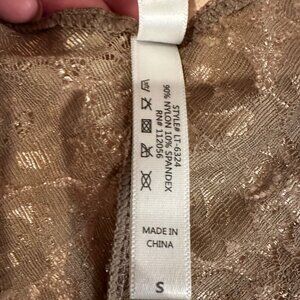 STYLE# LT-6324
90% NYLON 10% SPANDEX
RN# 112056
MADE IN
CHINA
S